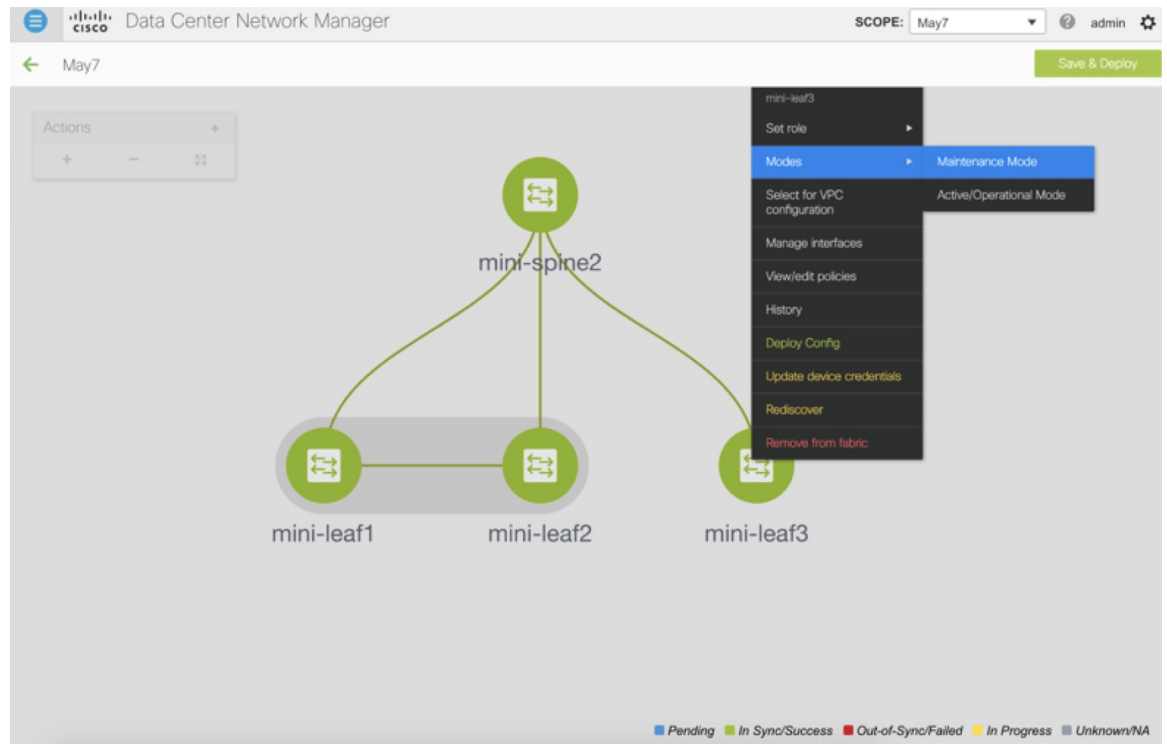 cisco Data Center Network Manager
SCOPE: May7 admin
May7 Save & Deploy
Actions
mini-leaf3
Set role
Modes
Maintenance Mode
Active/Operational Mode
Select for VPC
configuration
Manage interfaces
View/edit policies
History
Deploy Config
Update device credentials
Rediscover
Remove from fabric
mini-spine2
mini-leaf1
mini-leaf2
mini-leaf3
Pending In Sync/Success Out-of-Sync/Failed In Progress Unknown/NA